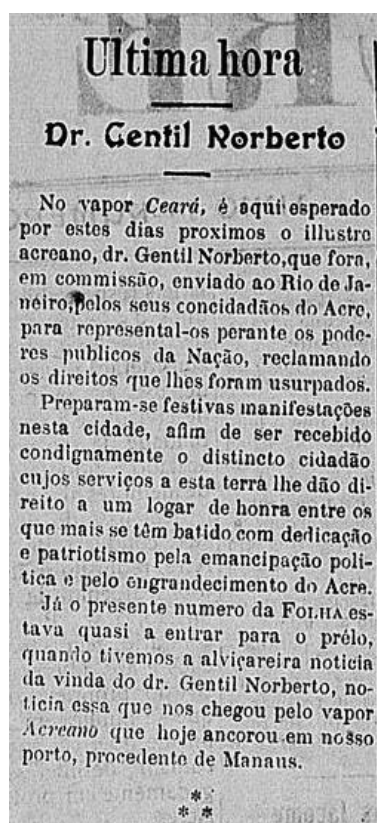 Ultima hora
Dr. Gentil Norberto
No vapor Ceará, é aqui esperado
por estes dias proximos o illustre
acreano, dr. Gentil Norberto, que fora,
em commissão, enviado ao Rio de Ja-
neiro, pelos seus concidadãos do Acre,
para represental-os perante os pode-
res publicos da Nação, reclamando
os direitos que lhes foram usurpados.
Preparam-se festivas manifestações
nesta cidade, afim de ser recebido
condignamente o distincto cidadão
cujos serviços a esta terra lhe dão di-
reito a um logar de honra entre os
que mais se têm batido com dedicação
e patriotismo pela emancipação poli-
tica e pelo engrandecimento do Acre.
Já o presente numero da FOLHA es-
tava quasi a entrar para o prélo,
quando tivemos a alviçareira noticia
da vinda do dr. Gentil Norberto, no-
ticia essa que nos chegou pelo vapor
Acreano que hoje ancorou em nosso
porto, procedente de Manaus.
*
* *